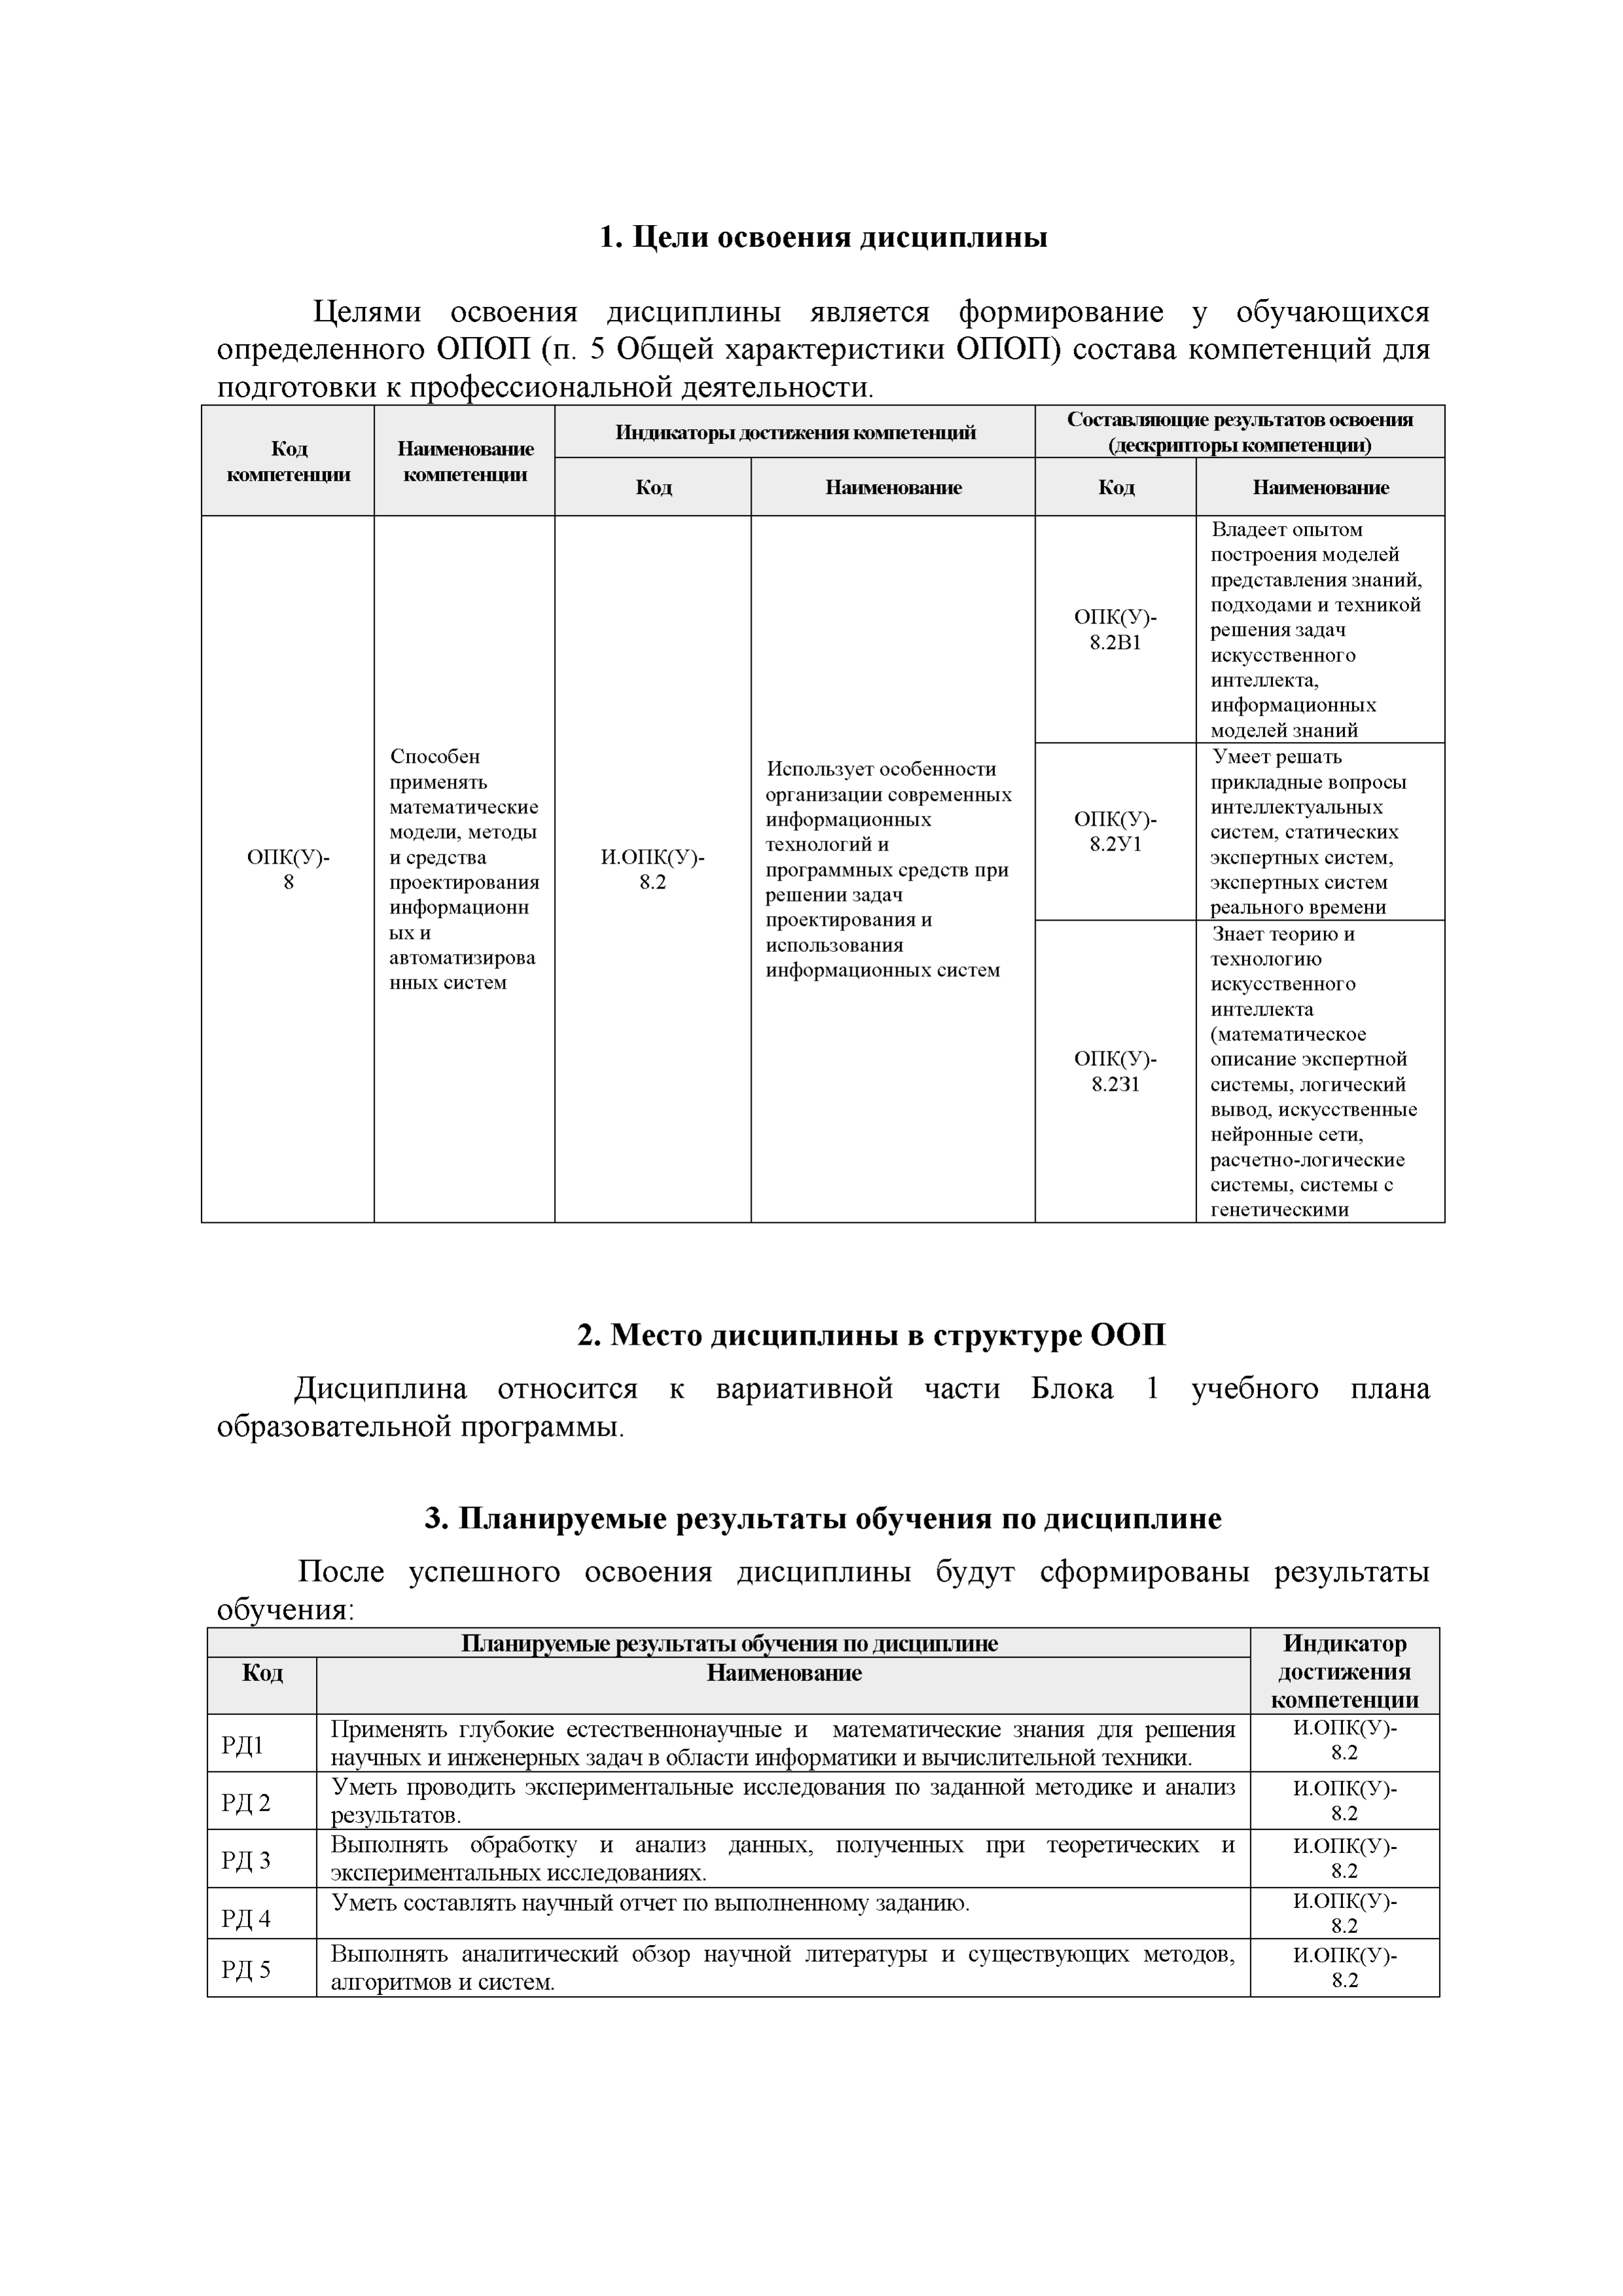 1. Цели освоения дисциплины
Целями освоения дисциплины является формирование у обучающихся
определенного ОПОП (п. 5 Общей характеристики ОПОП) состава компетенций для
подготовки к профессиональной деятельности.
Код
компетенции
Наименование
компетенции
Индикаторы достижения компетенций
Составляющие результатов освоения
(дескрипторы компетенции)
Код
Наименование
Код
Наименование
ОПК(У)-
8
Способен
применять
математические
модели, методы
и средства
проектирования
информационн
ых и
автоматизирова
нных систем
И.ОПК(У)-
8.2
Использует особенности
организации современных
информационных
технологий и
программных средств при
решении задач
проектирования и
использования
информационных систем
ОПК(У)-
8.2В1
Владеет опытом
построения моделей
представления знаний,
подходами и техникой
решения задач
искусственного
интеллекта,
информационных
моделей знаний
ОПК(У)-
8.2У1
Умеет решать
прикладные вопросы
интеллектуальных
систем, статических
экспертных систем,
экспертных систем
реального времени
ОПК(У)-
8.2З1
Знает теорию и
технологию
искусственного
интеллекта
(математическое
описание экспертной
системы, логический
вывод, искусственные
нейронные сети,
расчетно-логические
системы, системы с
генетическими
2. Место дисциплины в структуре ООП
Дисциплина относится к вариативной части Блока 1 учебного плана
образовательной программы.
3. Планируемые результаты обучения по дисциплине
После успешного освоения дисциплины будут сформированы результаты
обучения:
Планируемые результаты обучения по дисциплине
Индикатор
достижения
компетенции
Код
Наименование
РД1
Применять глубокие естественнонаучные и математические знания для решения
научных и инженерных задач в области информатики и вычислительной техники.
И.ОПК(У)-
8.2
РД 2
Уметь проводить экспериментальные исследования по заданной методике и анализ
результатов.
И.ОПК(У)-
8.2
РД 3
Выполнять обработку и анализ данных, полученных при теоретических и
экспериментальных исследованиях.
И.ОПК(У)-
8.2
РД 4
Уметь составлять научный отчет по выполненному заданию.
И.ОПК(У)-
8.2
РД 5
Выполнять аналитический обзор научной литературы и существующих методов,
алгоритмов и систем.
И.ОПК(У)-
8.2